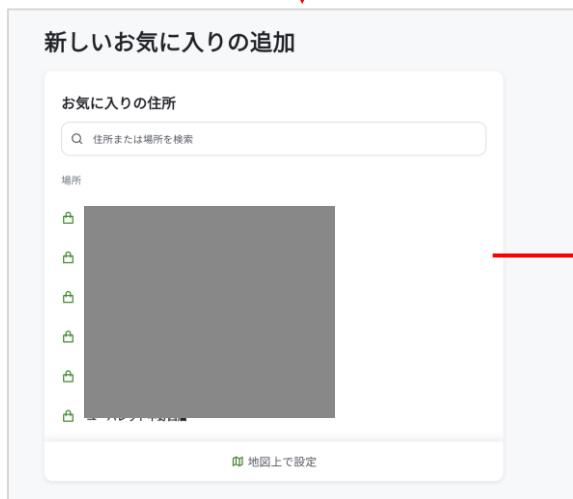 新しいお気に入りの追加
お気に入りの住所
住所または場所を検索
場所
地図上で設定